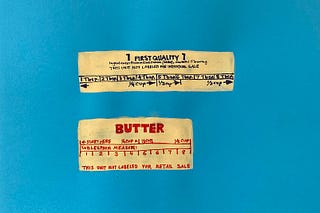 1 FIRST QUALITY 1
THIS UNIT NOT LABELED FOR INDIVIDUAL SALE
1 Tbsp. 2 Tbsp 3 Tbsp 4 Tbsp 5 Tbsp 6 Tbsp 7 Tbsp 8 Tbsp
¼ cup ⅓ cup ½ cup
BUTTER
TABLESPOON MEASURE
1 2 3 4 5 6 7 8
THIS UNIT NOT LABELED FOR RETAIL SALE